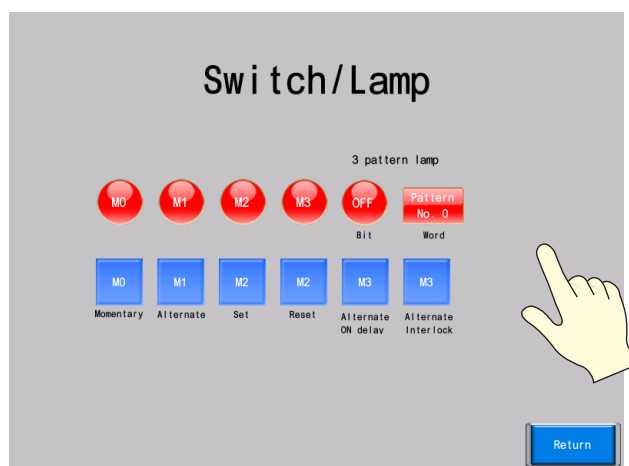 Switch/Lamp
3 pattern lamp
M0 M1 M2 M3 OFF Pattern
No. 0
Bit Word
M0 M1 M2 M2 M3 M3
Momentary Alternate Set Reset Alternate Alternate
ON delay Interlock
Return